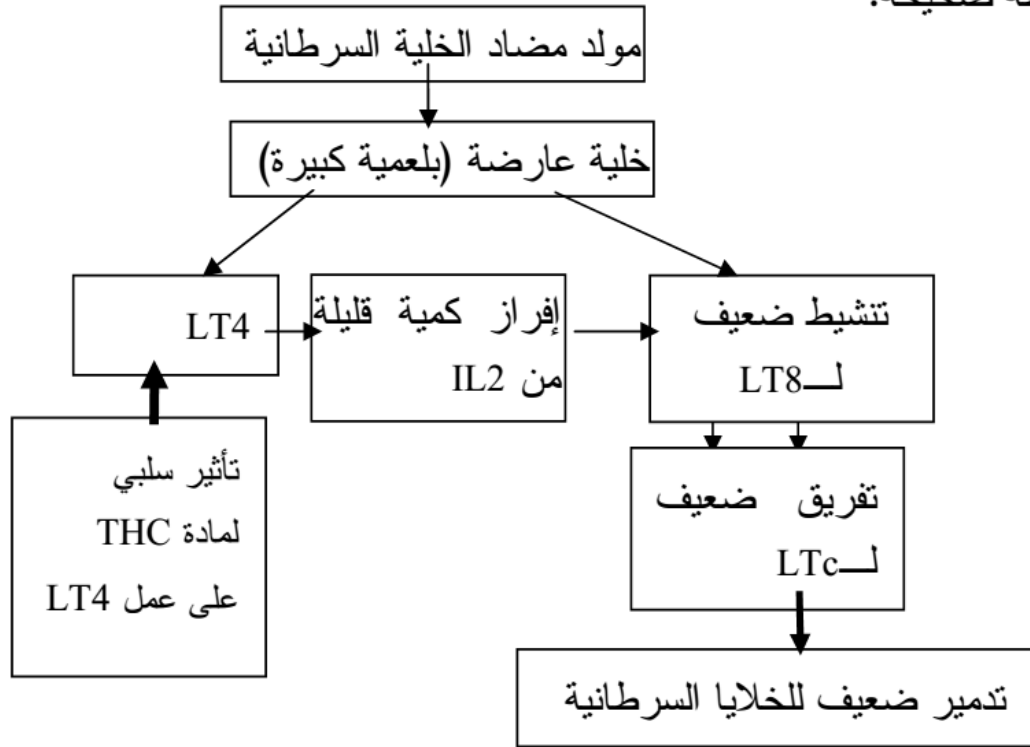 مولد مضاد الخلية السرطانية
خلية عارضة (بلعمية كبيرة)
LT4
إفراز كمية قليلة
من IL2
تنشيط ضعيف
لـــLT8
تأثير سلبي
لمادة THC
على عمل LT4
تفريق ضعيف
لـــLTc
تدمير ضعيف للخلايا السرطانية